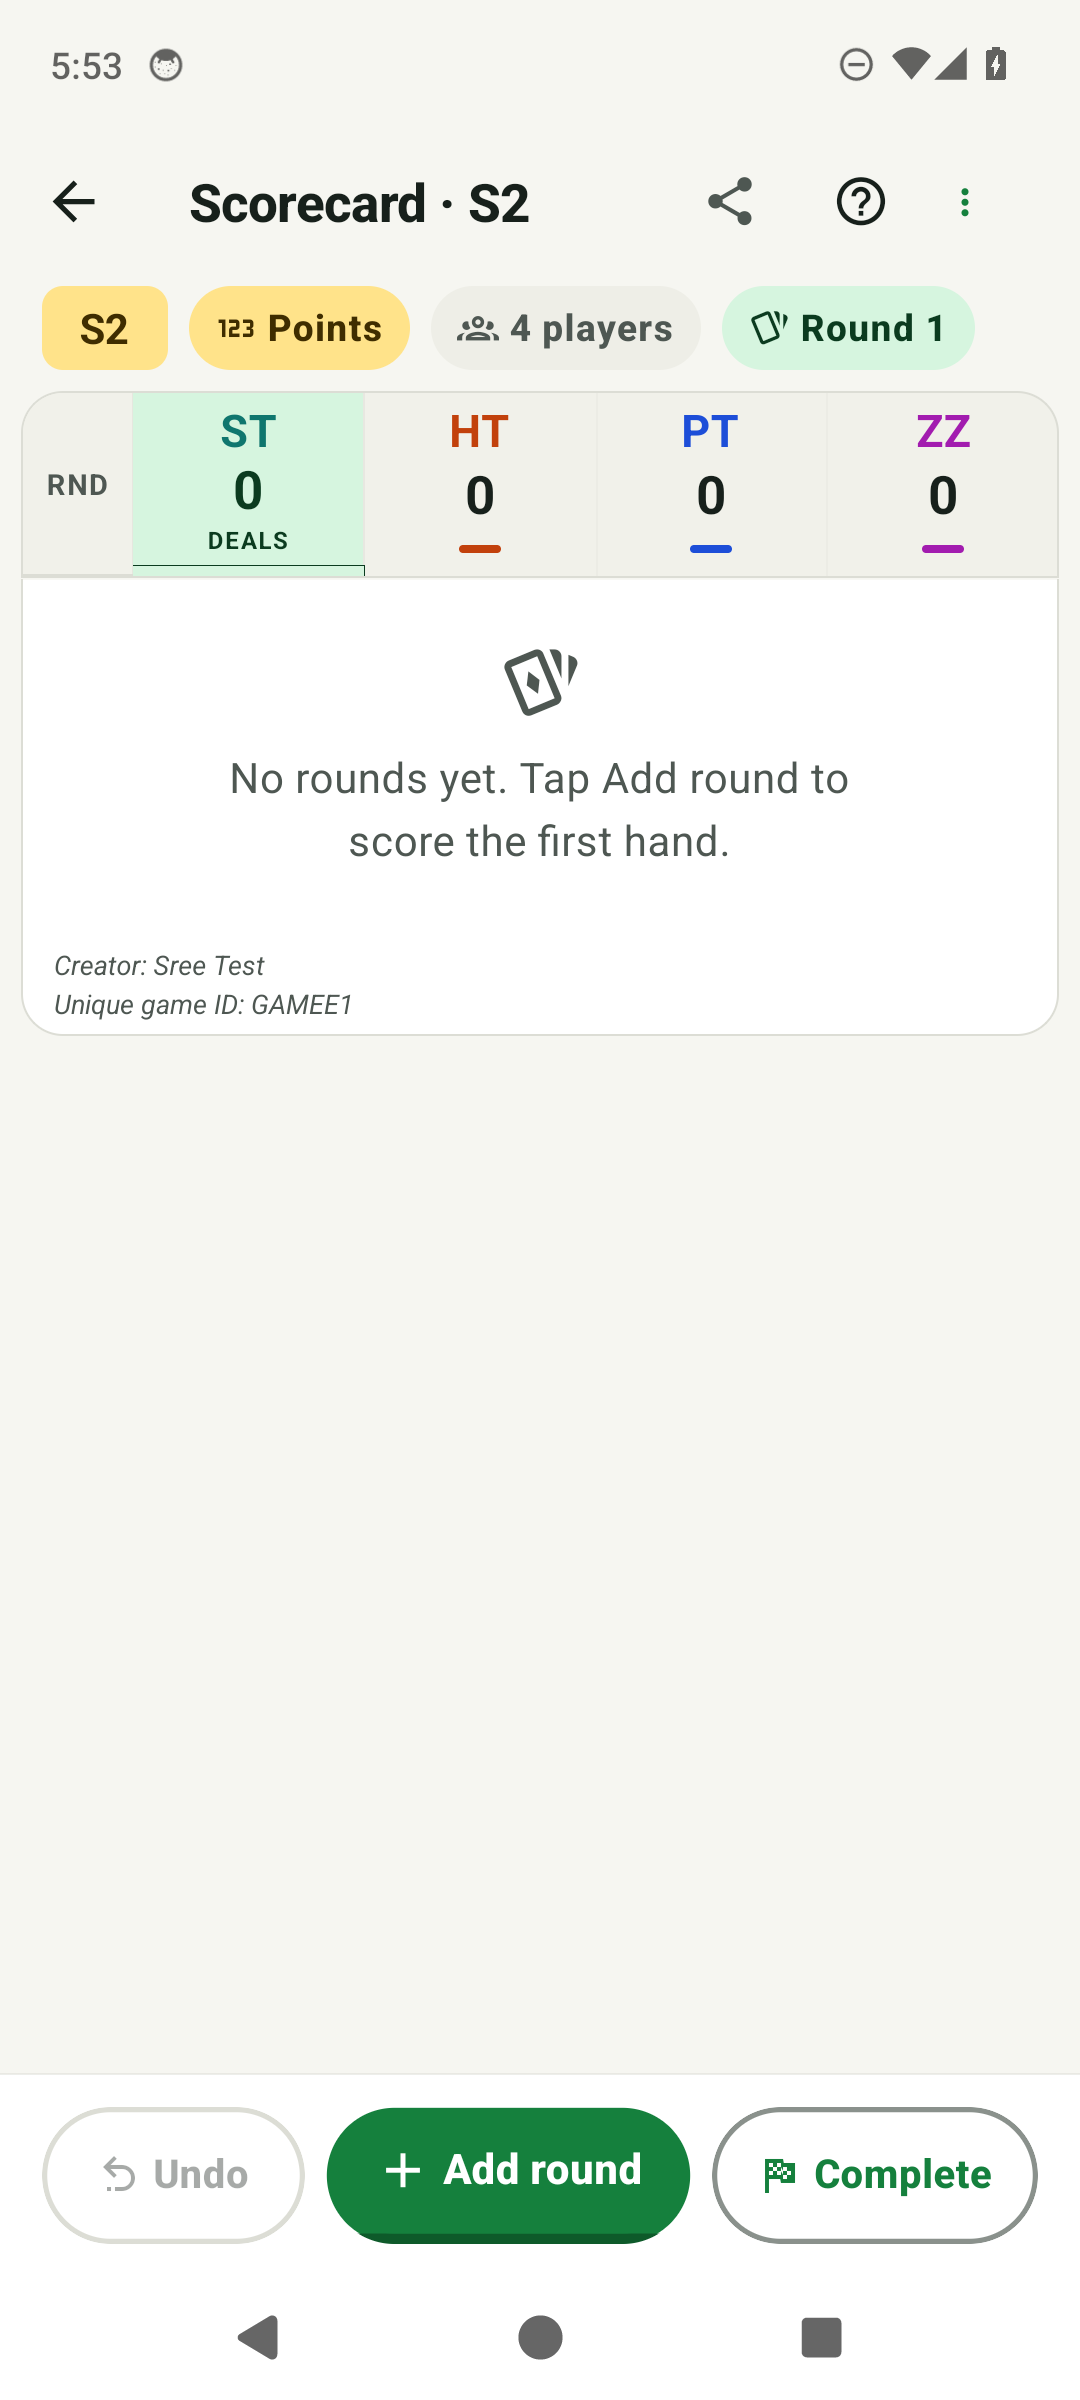 5:53
Scorecard · S2
S2
123 Points
4 players
Round 1
RND
ST
0
DEALS
HT
0
PT
0
ZZ
0
No rounds yet. Tap Add round to
score the first hand.
Creator: Sree Test
Unique game ID: GAMEE1
Undo
+ Add round
Complete